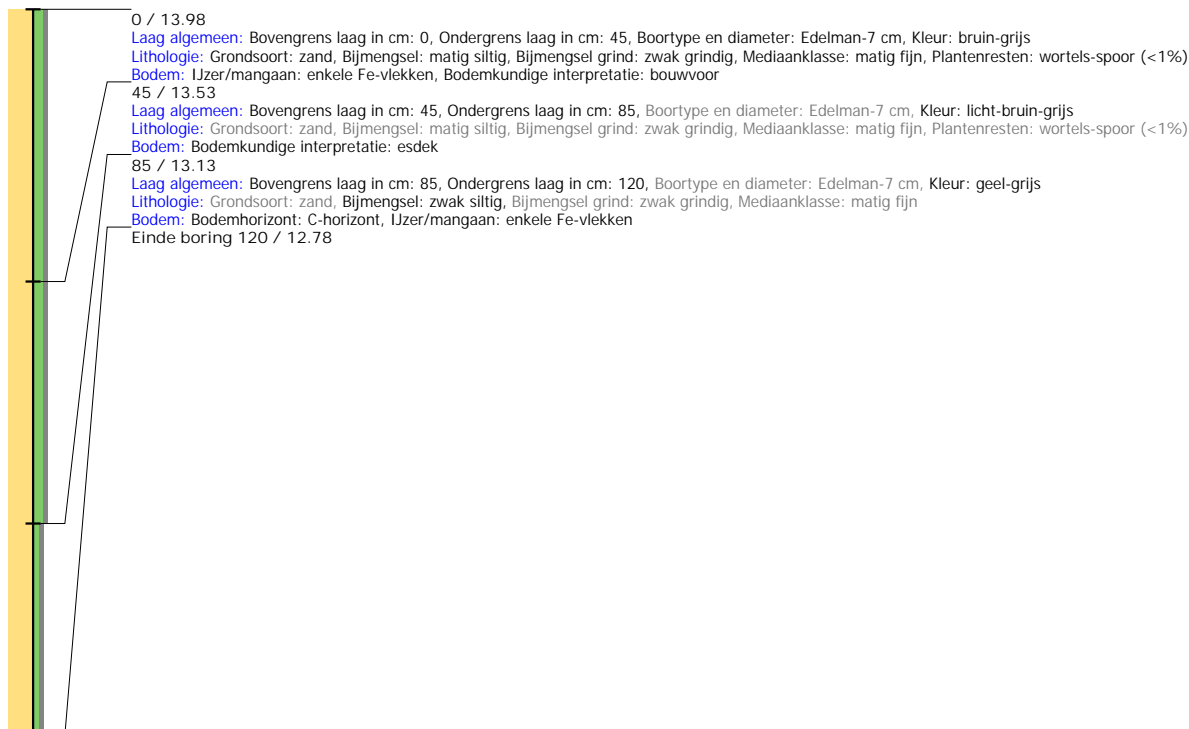 0 / 13.98
Laag algemeen: Bovengrens laag in cm: 0, Ondergrens laag in cm: 45, Boortype en diameter: Edelman-7 cm, Kleur: bruin-grijs
Lithologie: Grondsoort: zand, Bijmengsel: matig siltig, Bijmengsel grind: zwak grindig, Mediaanklasse: matig fijn, Plantenresten: wortels-spoor (<1%)
Bodem: IJzer/mangaan: enkele Fe-vlekken, Bodemkundige interpretatie: bouwvoor
45 / 13.53
Laag algemeen: Bovengrens laag in cm: 45, Ondergrens laag in cm: 85, Boortype en diameter: Edelman-7 cm, Kleur: licht-bruin-grijs
Lithologie: Grondsoort: zand, Bijmengsel: matig siltig, Bijmengsel grind: zwak grindig, Mediaanklasse: matig fijn, Plantenresten: wortels-spoor (<1%)
Bodem: Bodemkundige interpretatie: esdek
85 / 13.13
Laag algemeen: Bovengrens laag in cm: 85, Ondergrens laag in cm: 120, Boortype en diameter: Edelman-7 cm, Kleur: geel-grijs
Lithologie: Grondsoort: zand, Bijmengsel: zwak siltig, Bijmengsel grind: zwak grindig, Mediaanklasse: matig fijn
Bodem: Bodemhorizont: C-horizont, IJzer/mangaan: enkele Fe-vlekken
Einde boring 120 / 12.78